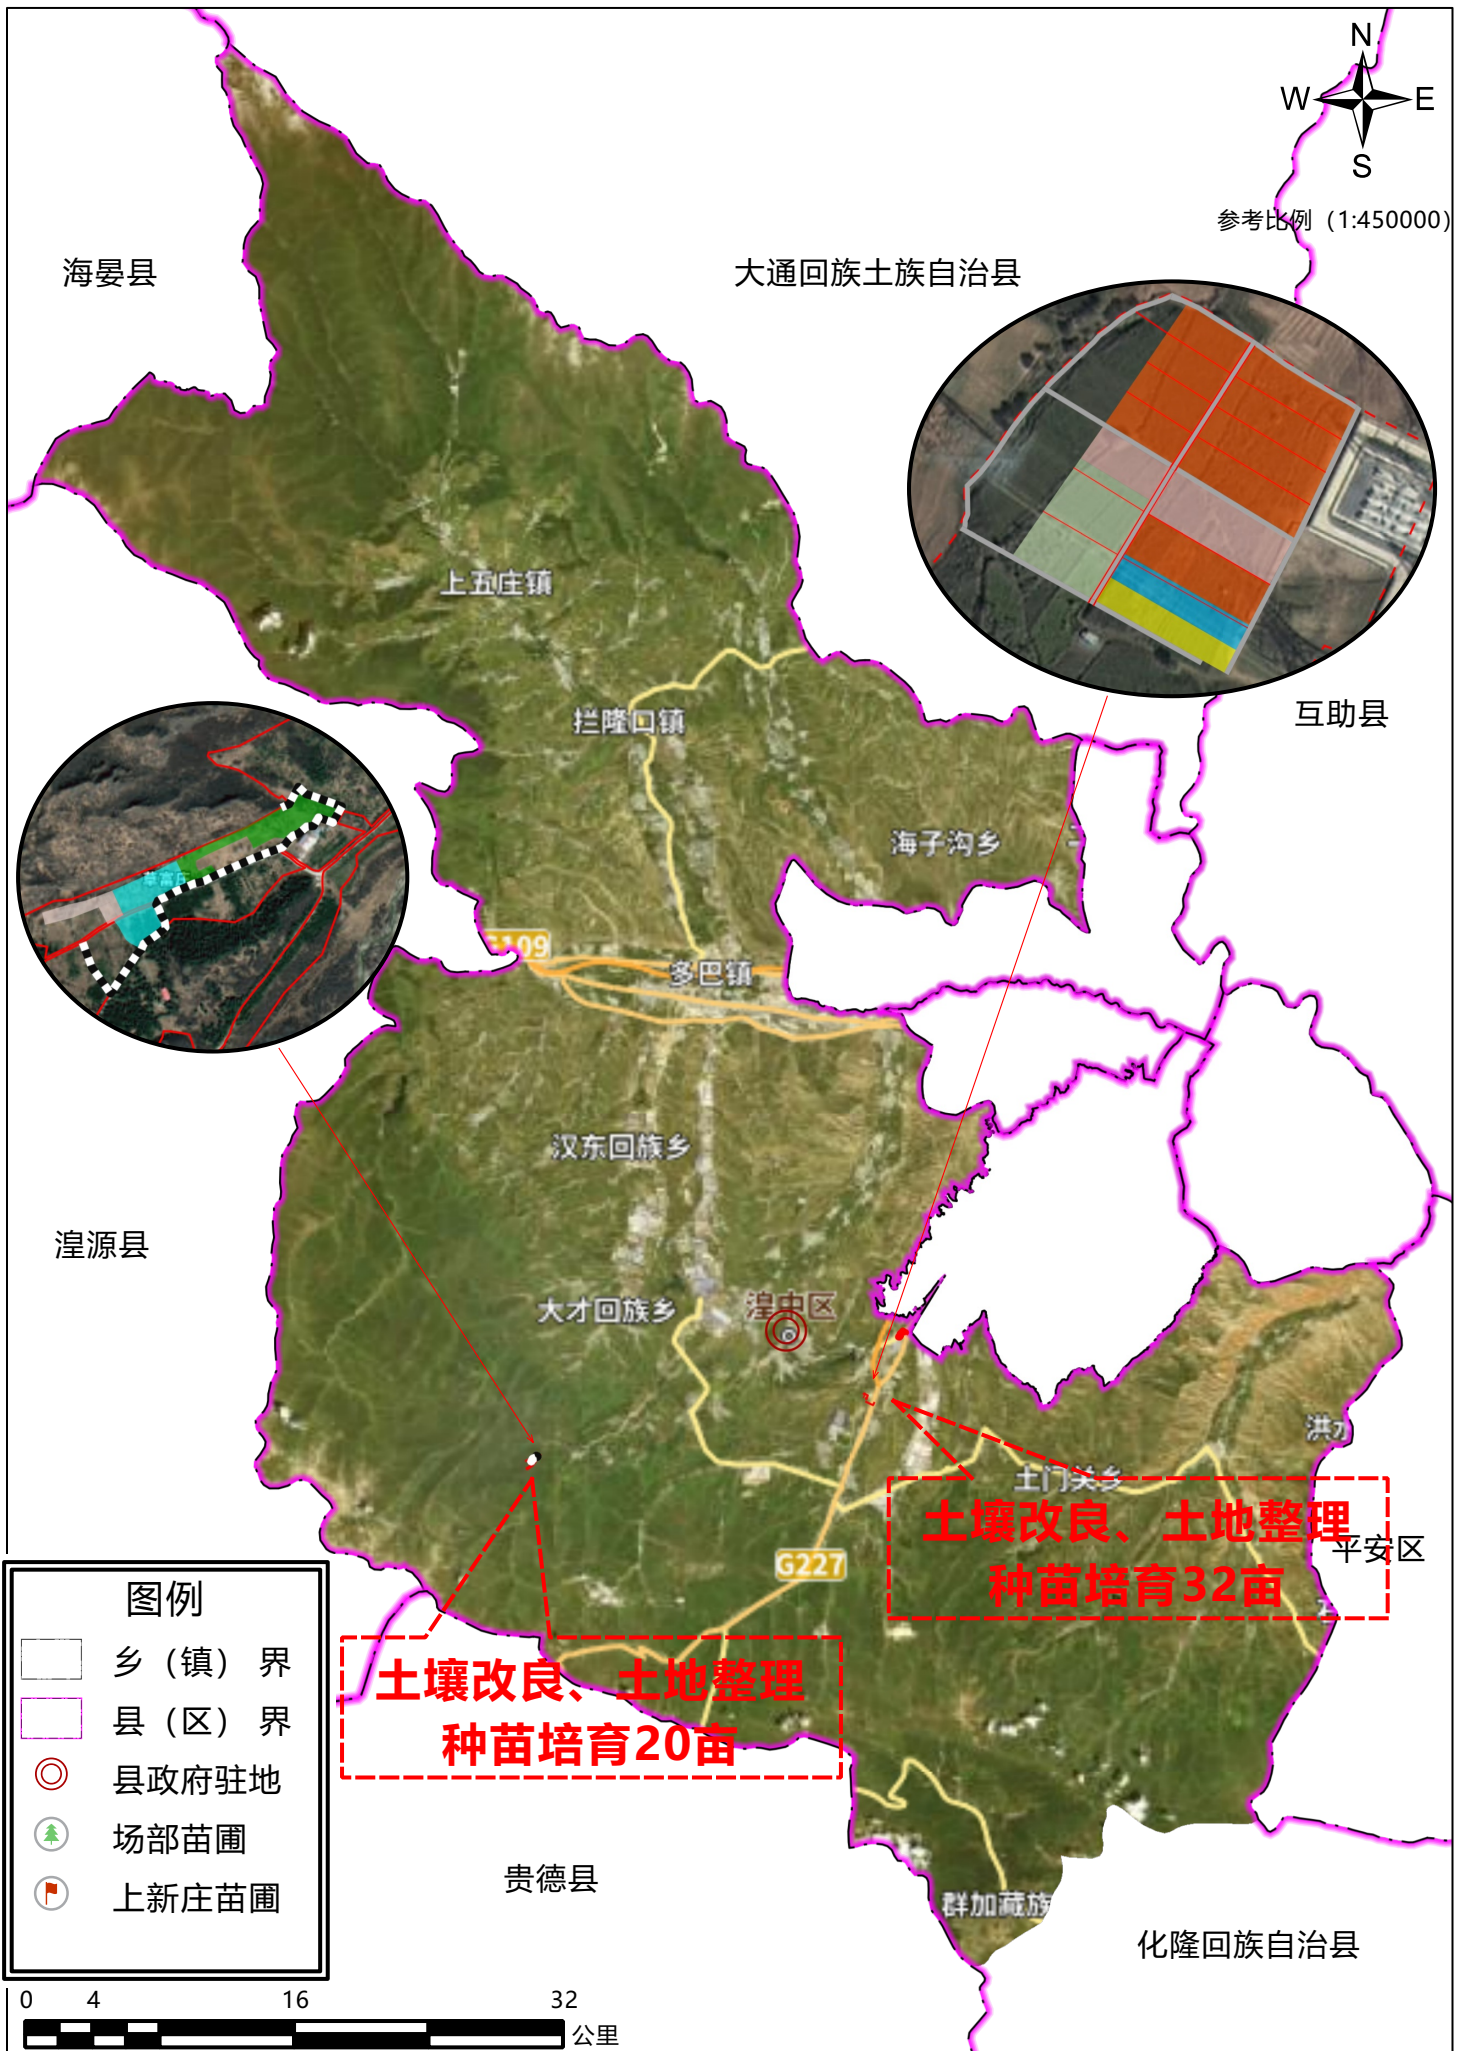 N
W
E
S
参考比例（1:450000）
海晏县
大通回族土族自治县
上五庄镇
拦隆口镇
互助县
海子沟乡
G109
多巴镇
汉东回族乡
湟源县
大才回族乡
湟中区
洪水
土门关乡
土壤改良、土地整理
种苗培育32亩
平安区
G227
土壤改良、土地整理
种苗培育20亩
图例
乡（镇） 界
县（区） 界
县政府驻地
场部苗圃
上新庄苗圃
贵德县
群加藏族
化隆回族自治县
0 4 16 32
公里